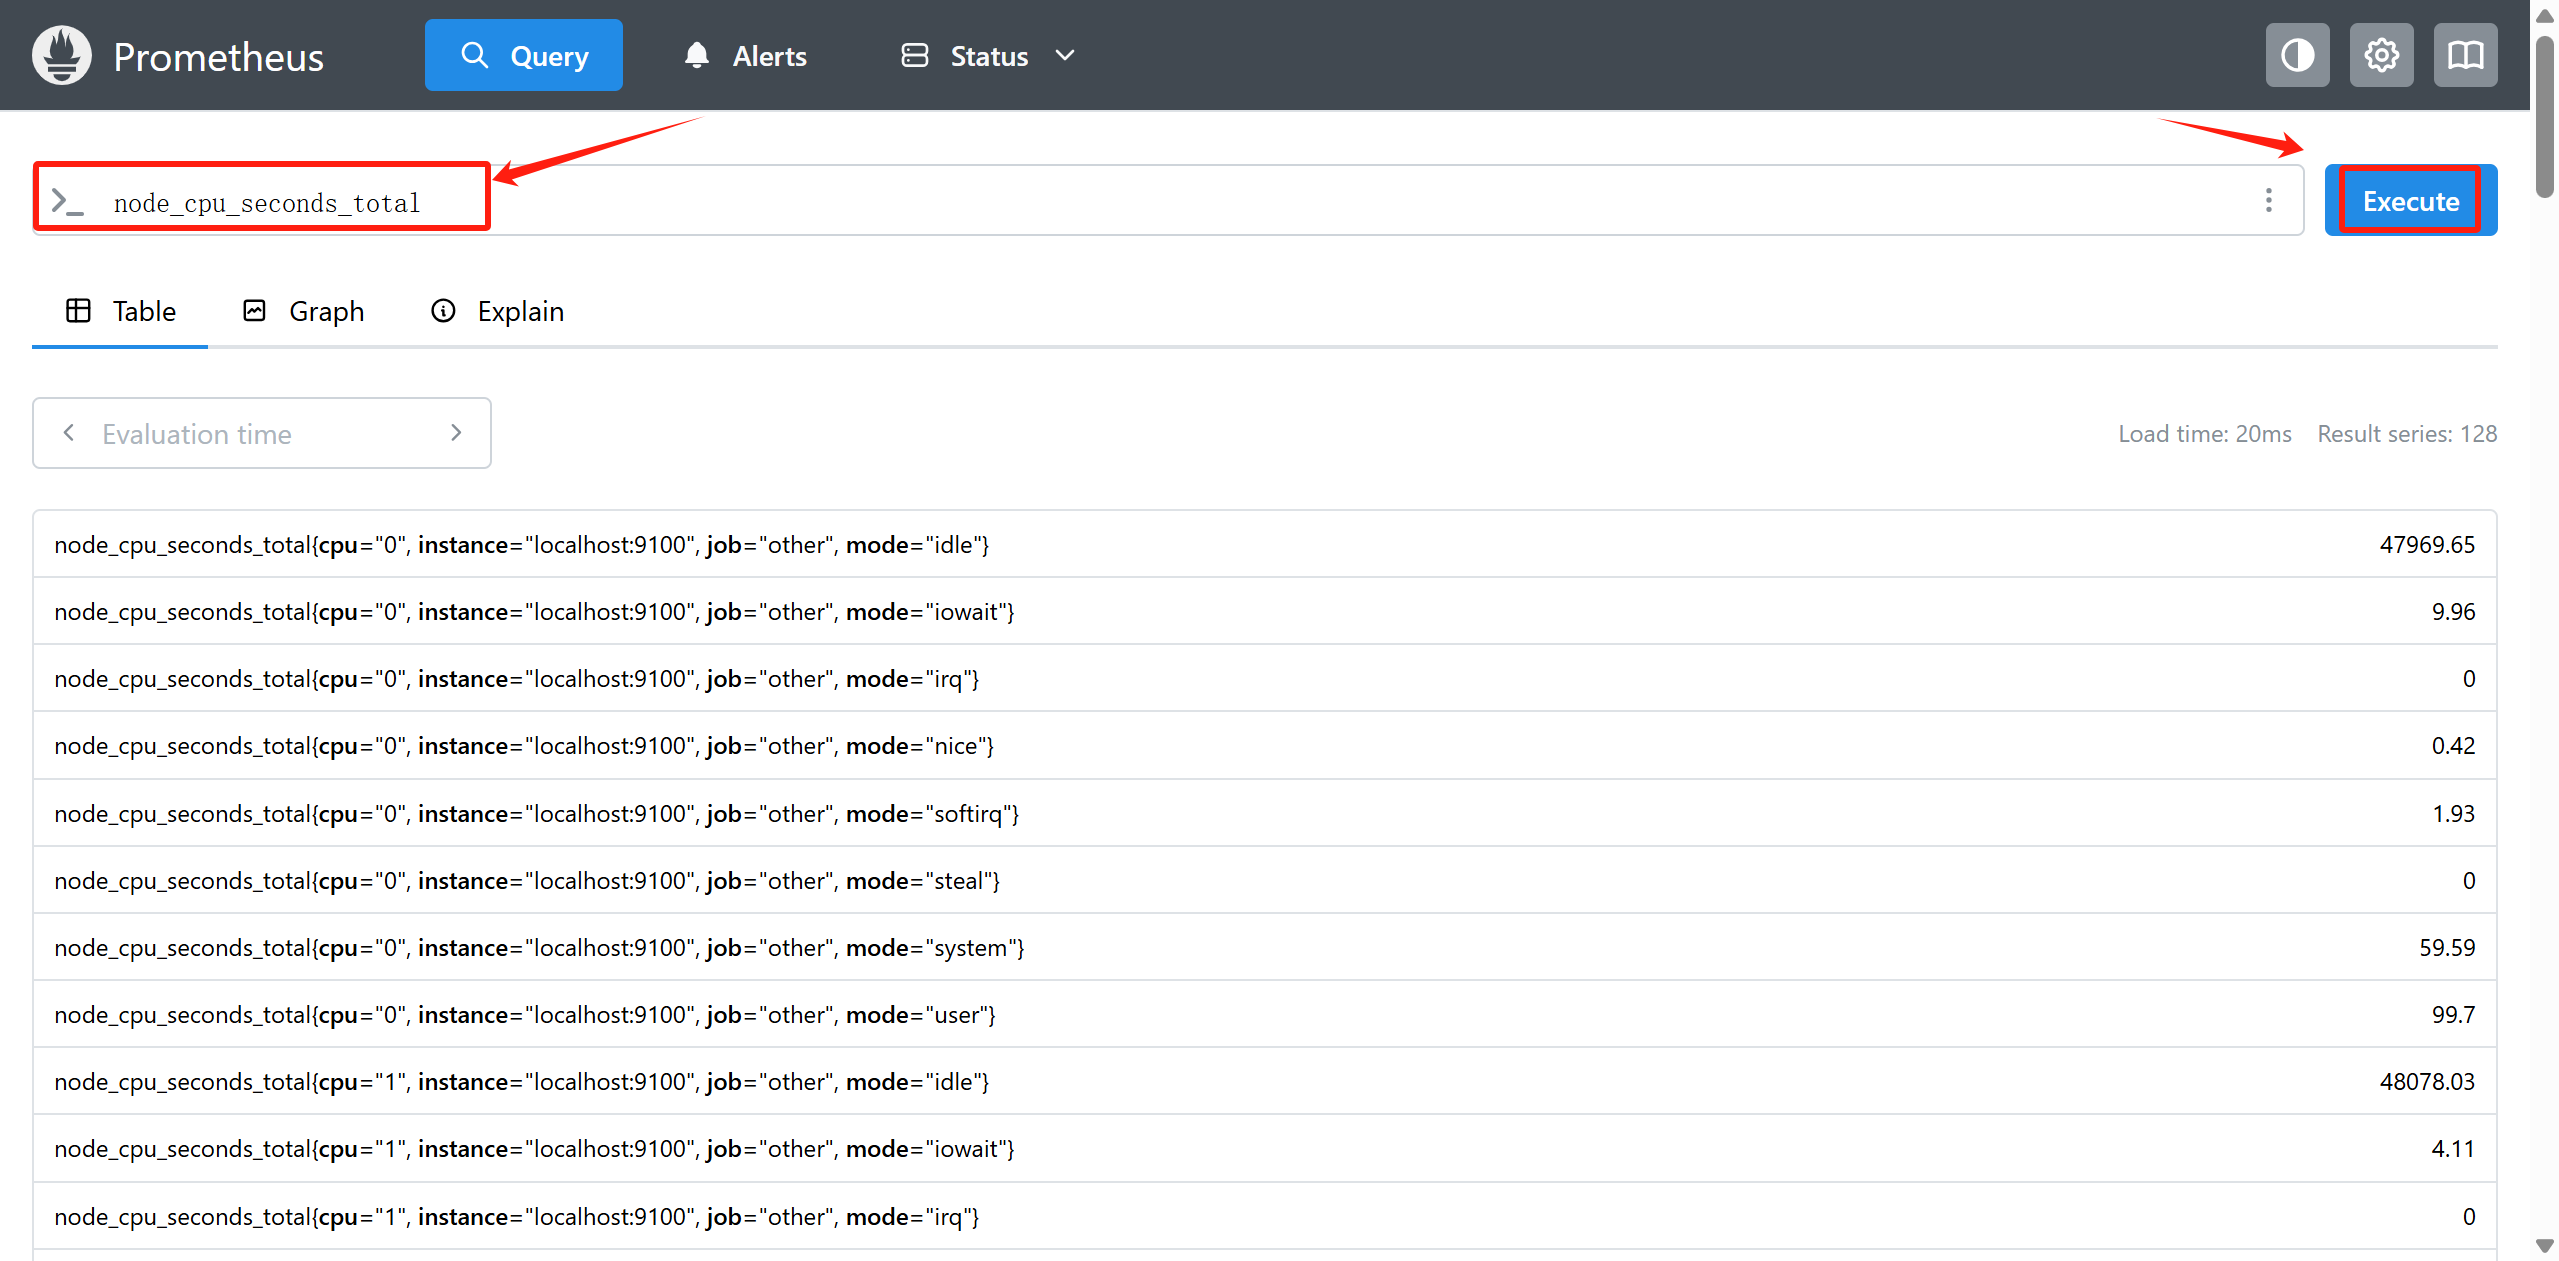 Prometheus Query Alerts Status
node_cpu_seconds_total Execute
Table Graph Explain
Evaluation time Load time: 20ms Result series: 128
node_cpu_seconds_total{cpu="0", instance="localhost:9100", job="other", mode="idle"} 47969.65
node_cpu_seconds_total{cpu="0", instance="localhost:9100", job="other", mode="iowait"} 9.96
node_cpu_seconds_total{cpu="0", instance="localhost:9100", job="other", mode="irq"} 0
node_cpu_seconds_total{cpu="0", instance="localhost:9100", job="other", mode="nice"} 0.42
node_cpu_seconds_total{cpu="0", instance="localhost:9100", job="other", mode="softirq"} 1.93
node_cpu_seconds_total{cpu="0", instance="localhost:9100", job="other", mode="steal"} 0
node_cpu_seconds_total{cpu="0", instance="localhost:9100", job="other", mode="system"} 59.59
node_cpu_seconds_total{cpu="0", instance="localhost:9100", job="other", mode="user"} 99.7
node_cpu_seconds_total{cpu="1", instance="localhost:9100", job="other", mode="idle"} 48078.03
node_cpu_seconds_total{cpu="1", instance="localhost:9100", job="other", mode="iowait"} 4.11
node_cpu_seconds_total{cpu="1", instance="localhost:9100", job="other", mode="irq"} 0